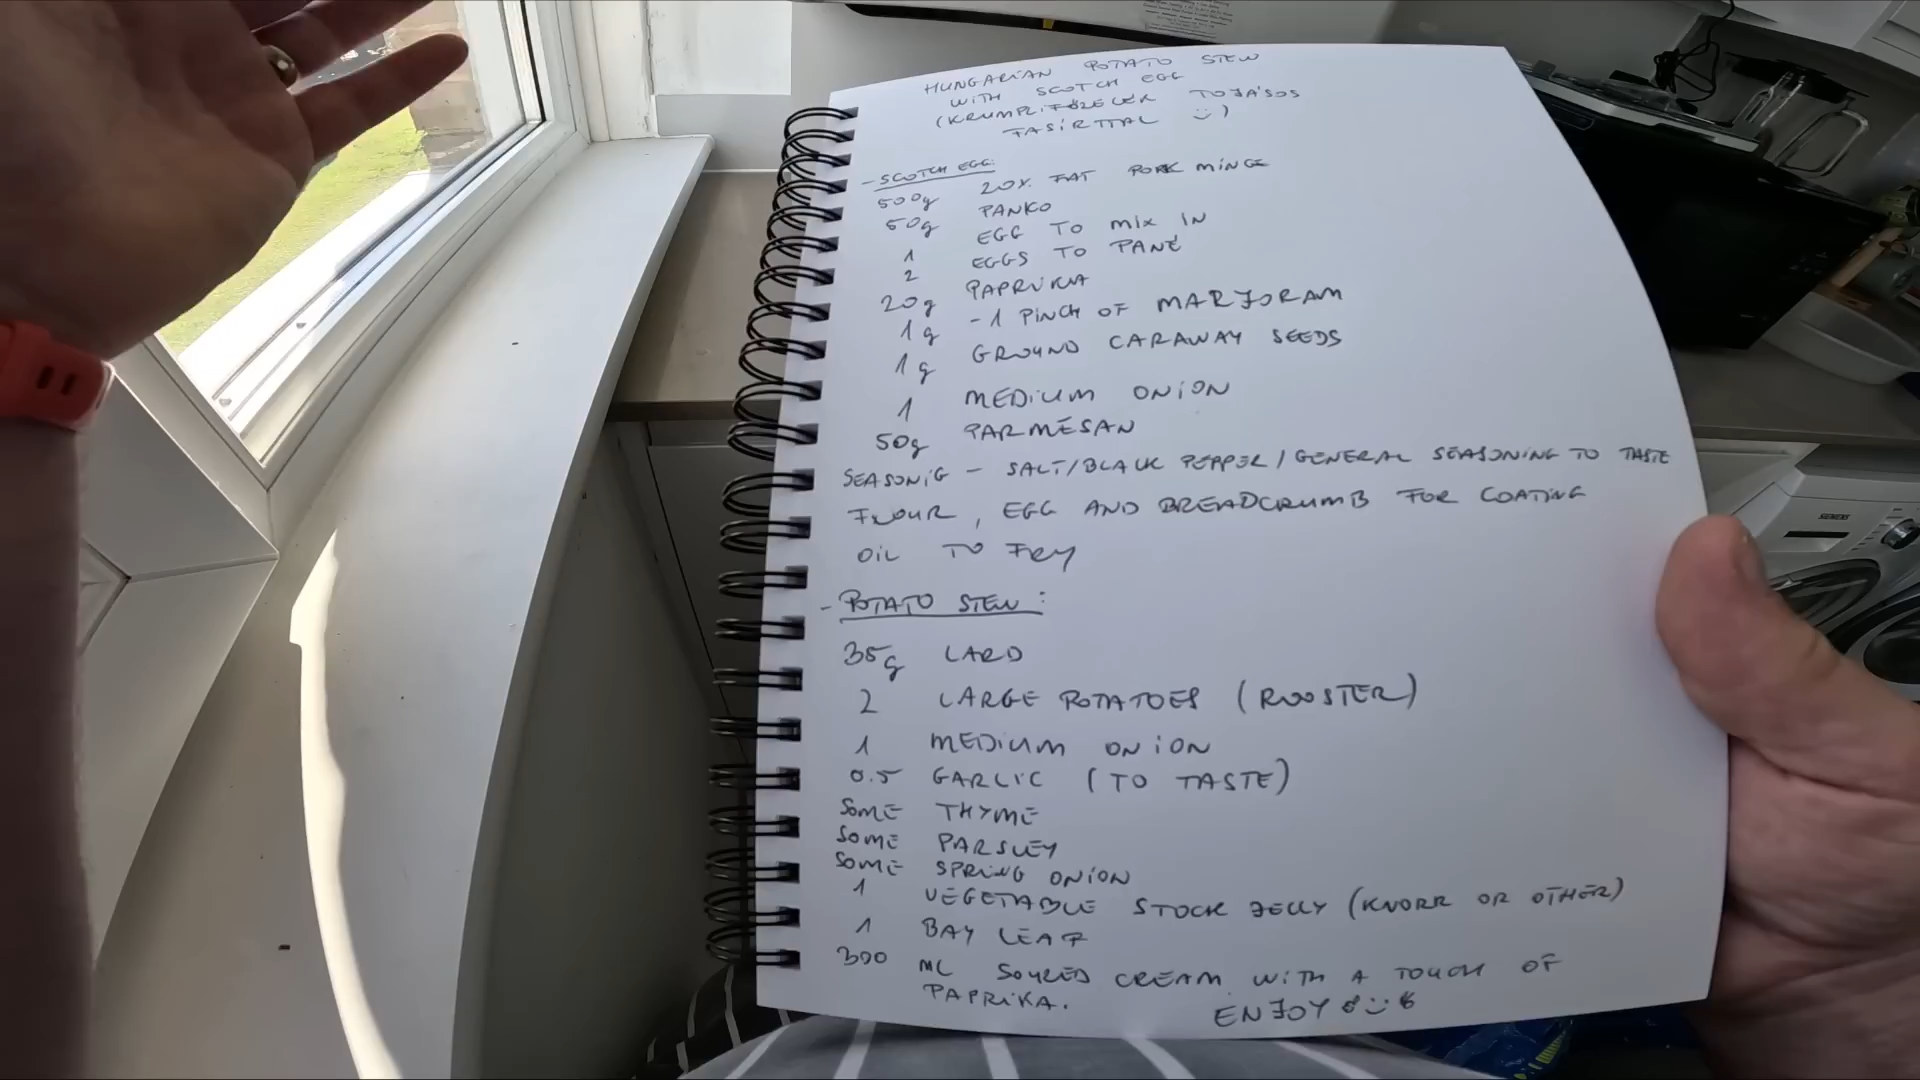 HUNGARIAN POTATO STEW
WITH SCOTCH EGG
(KRUMPLIFŐZELÉK TOJÁSOS
FASÍRTTAL :)
- SCOTCH EGG:
500g 20% FAT PORK MINCE
50g PANKO
1 EGG TO MIX IN
2 EGGS TO PANÉ
20g PAPRIKA
1g - 1 PINCH OF MARJORAM
1g GROUND CARAWAY SEEDS
1 MEDIUM ONION
50g PARMESAN
SEASONIG - SALT/BLACK PEPPER/GENERAL SEASONING TO TASTE
FLOUR, EGG AND BREADCRUMB FOR COATING
OIL TO FRY
- POTATO STEW:
35g LARD
2 LARGE POTATOES (ROOSTER)
1 MEDIUM ONION
0.5 GARLIC (TO TASTE)
SOME THYME
SOME PARSLEY
SOME SPRING ONION
1 VEGETABLE STOCK JELLY (KNORR OR OTHER)
1 BAY LEAF
300 ML SOURED CREAM WITH A TOUCH OF
PAPRIKA.
ENJOY :)
SIEMENS